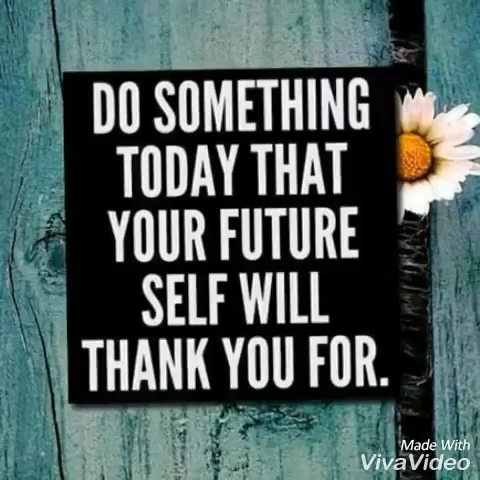 DO SOMETHING
TODAY THAT
YOUR FUTURE
SELF WILL
THANK YOU FOR.
Made With
VivaVideo